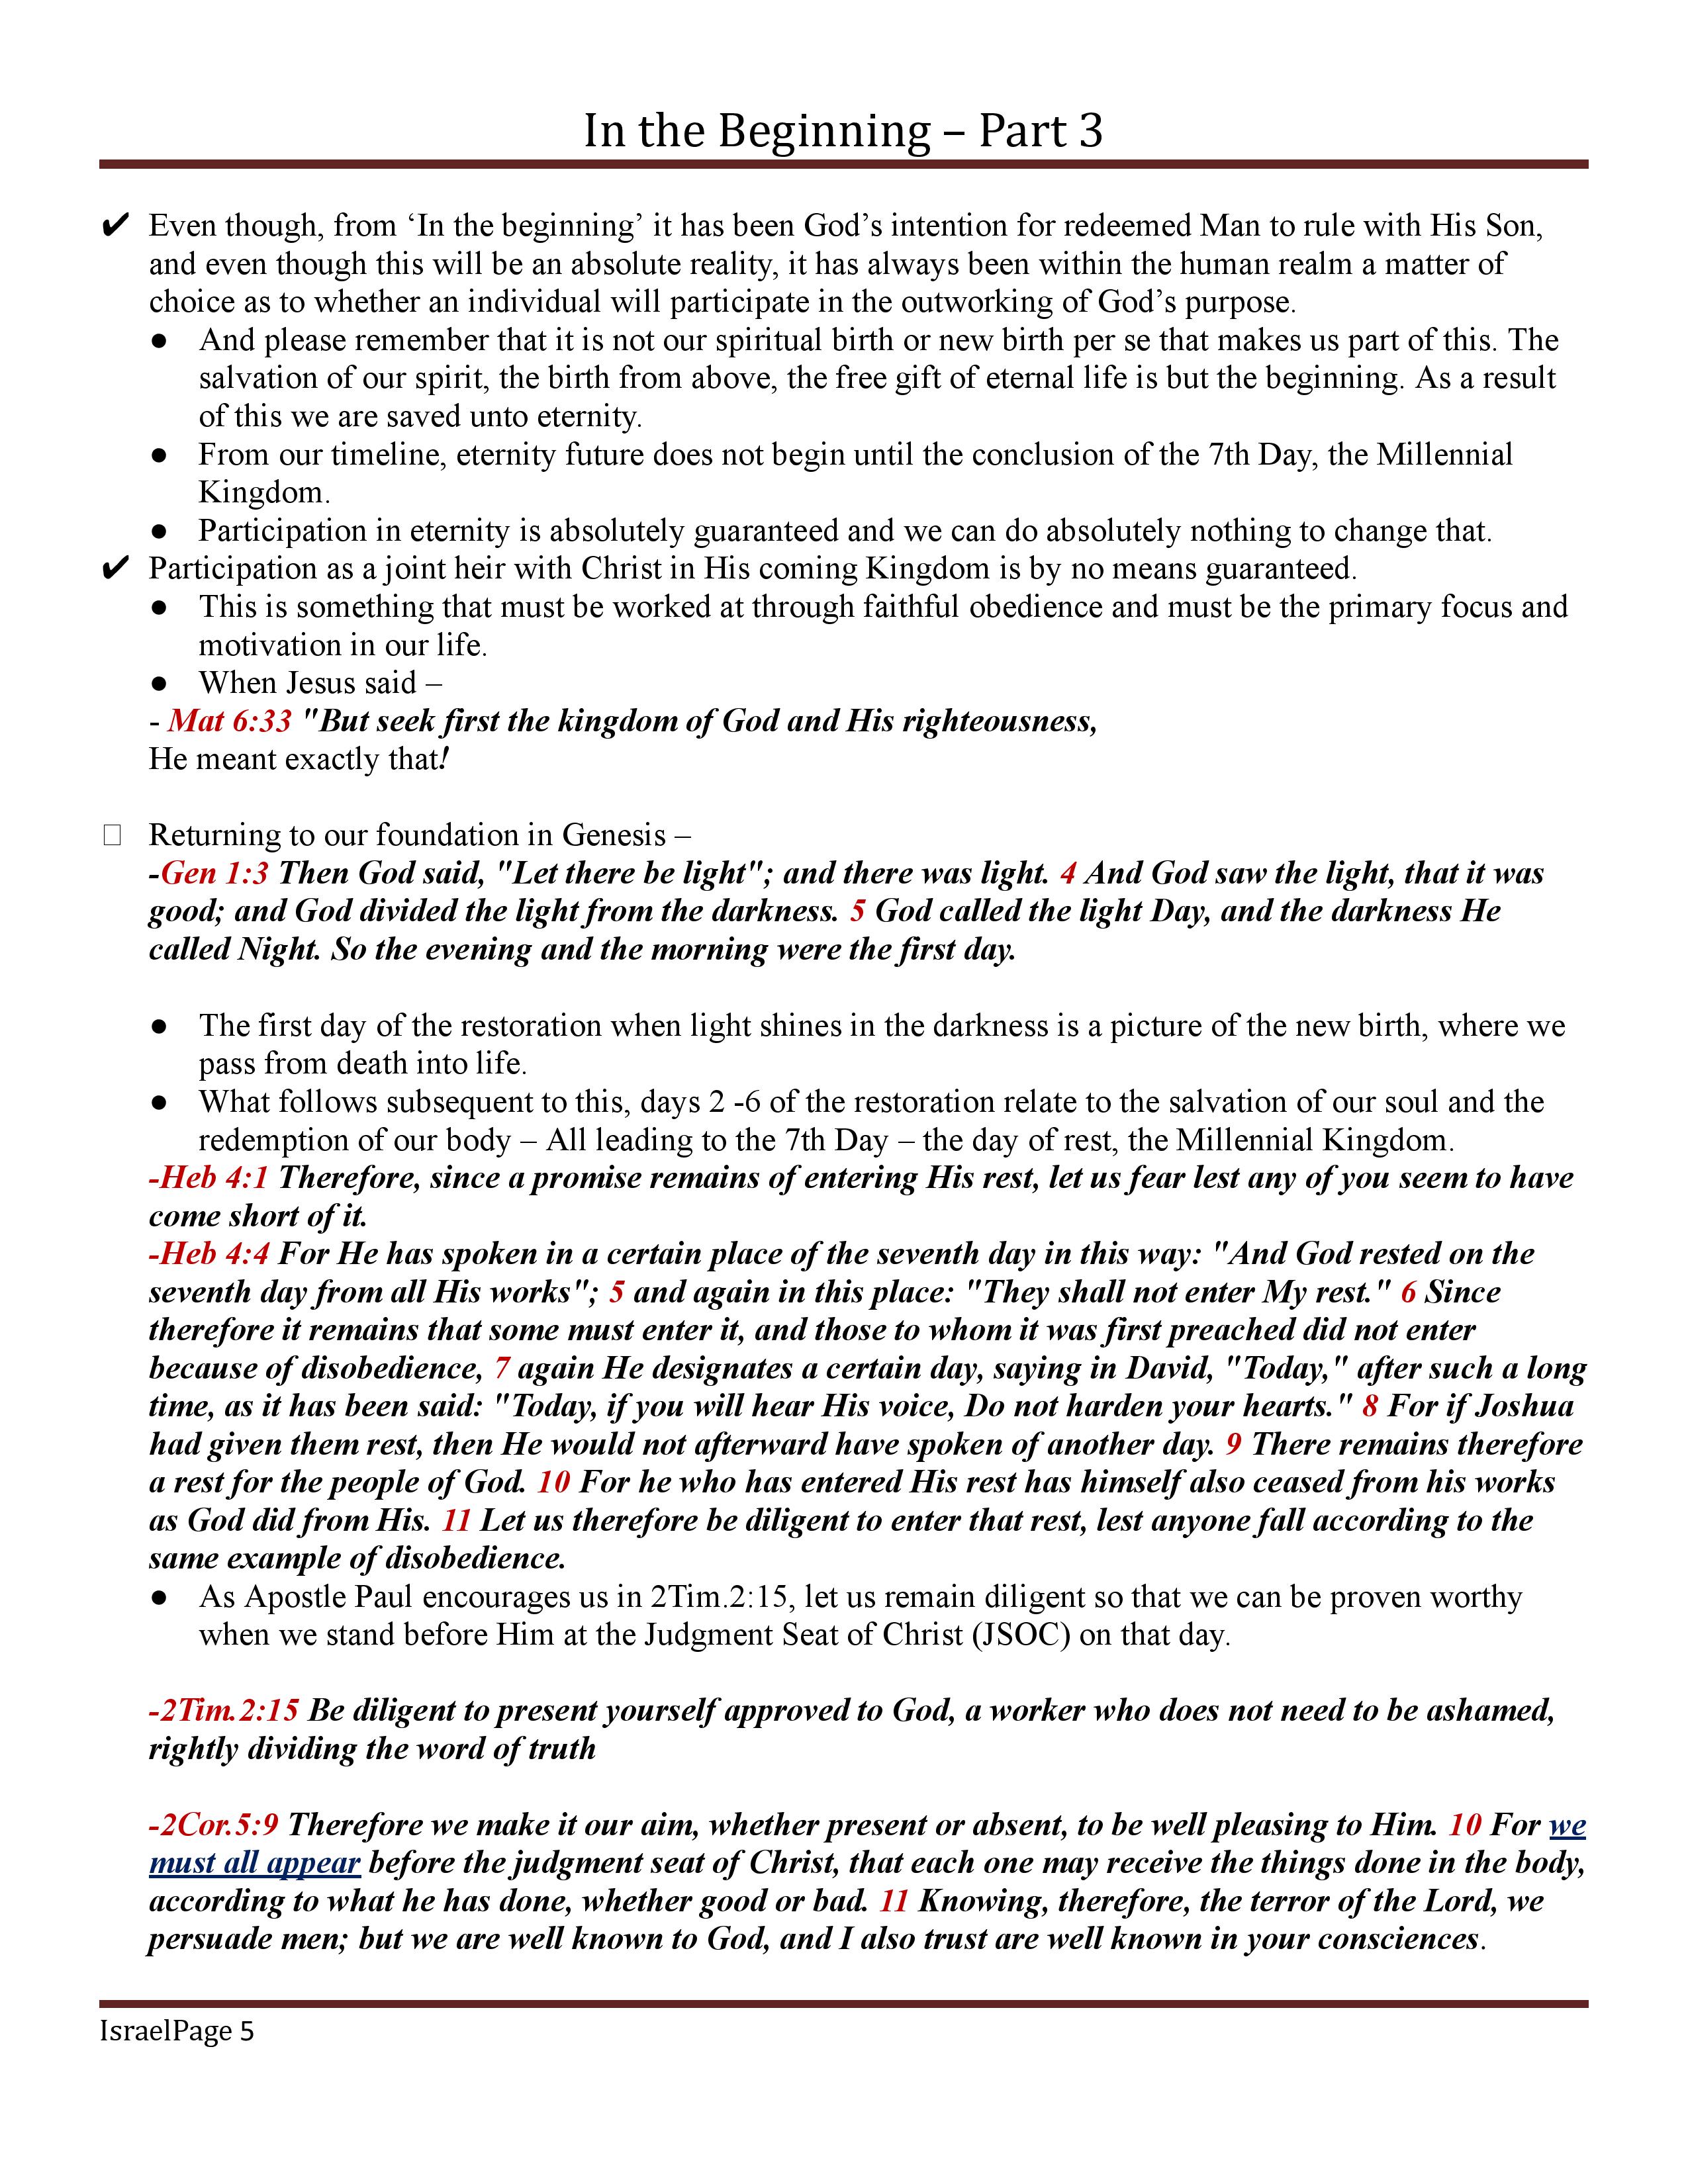 In the Beginning – Part 3
✔ Even though, from ‘In the beginning’ it has been God’s intention for redeemed Man to rule with His Son,
and even though this will be an absolute reality, it has always been within the human realm a matter of
choice as to whether an individual will participate in the outworking of God’s purpose.
● And please remember that it is not our spiritual birth or new birth per se that makes us part of this. The
salvation of our spirit, the birth from above, the free gift of eternal life is but the beginning. As a result
of this we are saved unto eternity.
● From our timeline, eternity future does not begin until the conclusion of the 7th Day, the Millennial
Kingdom.
● Participation in eternity is absolutely guaranteed and we can do absolutely nothing to change that.
✔ Participation as a joint heir with Christ in His coming Kingdom is by no means guaranteed.
● This is something that must be worked at through faithful obedience and must be the primary focus and
motivation in our life.
● When Jesus said –
- Mat 6:33 "But seek first the kingdom of God and His righteousness,
He meant exactly that!
□ Returning to our foundation in Genesis –
-Gen 1:3 Then God said, "Let there be light"; and there was light. 4 And God saw the light, that it was
good; and God divided the light from the darkness. 5 God called the light Day, and the darkness He
called Night. So the evening and the morning were the first day.
● The first day of the restoration when light shines in the darkness is a picture of the new birth, where we
pass from death into life.
● What follows subsequent to this, days 2 -6 of the restoration relate to the salvation of our soul and the
redemption of our body – All leading to the 7th Day – the day of rest, the Millennial Kingdom.
-Heb 4:1 Therefore, since a promise remains of entering His rest, let us fear lest any of you seem to have
come short of it.
-Heb 4:4 For He has spoken in a certain place of the seventh day in this way: "And God rested on the
seventh day from all His works"; 5 and again in this place: "They shall not enter My rest." 6 Since
therefore it remains that some must enter it, and those to whom it was first preached did not enter
because of disobedience, 7 again He designates a certain day, saying in David, "Today," after such a long
time, as it has been said: "Today, if you will hear His voice, Do not harden your hearts." 8 For if Joshua
had given them rest, then He would not afterward have spoken of another day. 9 There remains therefore
a rest for the people of God. 10 For he who has entered His rest has himself also ceased from his works
as God did from His. 11 Let us therefore be diligent to enter that rest, lest anyone fall according to the
same example of disobedience.
● As Apostle Paul encourages us in 2Tim.2:15, let us remain diligent so that we can be proven worthy
when we stand before Him at the Judgment Seat of Christ (JSOC) on that day.
-2Tim.2:15 Be diligent to present yourself approved to God, a worker who does not need to be ashamed,
rightly dividing the word of truth
-2Cor.5:9 Therefore we make it our aim, whether present or absent, to be well pleasing to Him. 10 For we
must all appear before the judgment seat of Christ, that each one may receive the things done in the body,
according to what he has done, whether good or bad. 11 Knowing, therefore, the terror of the Lord, we
persuade men; but we are well known to God, and I also trust are well known in your consciences.
IsraelPage 5